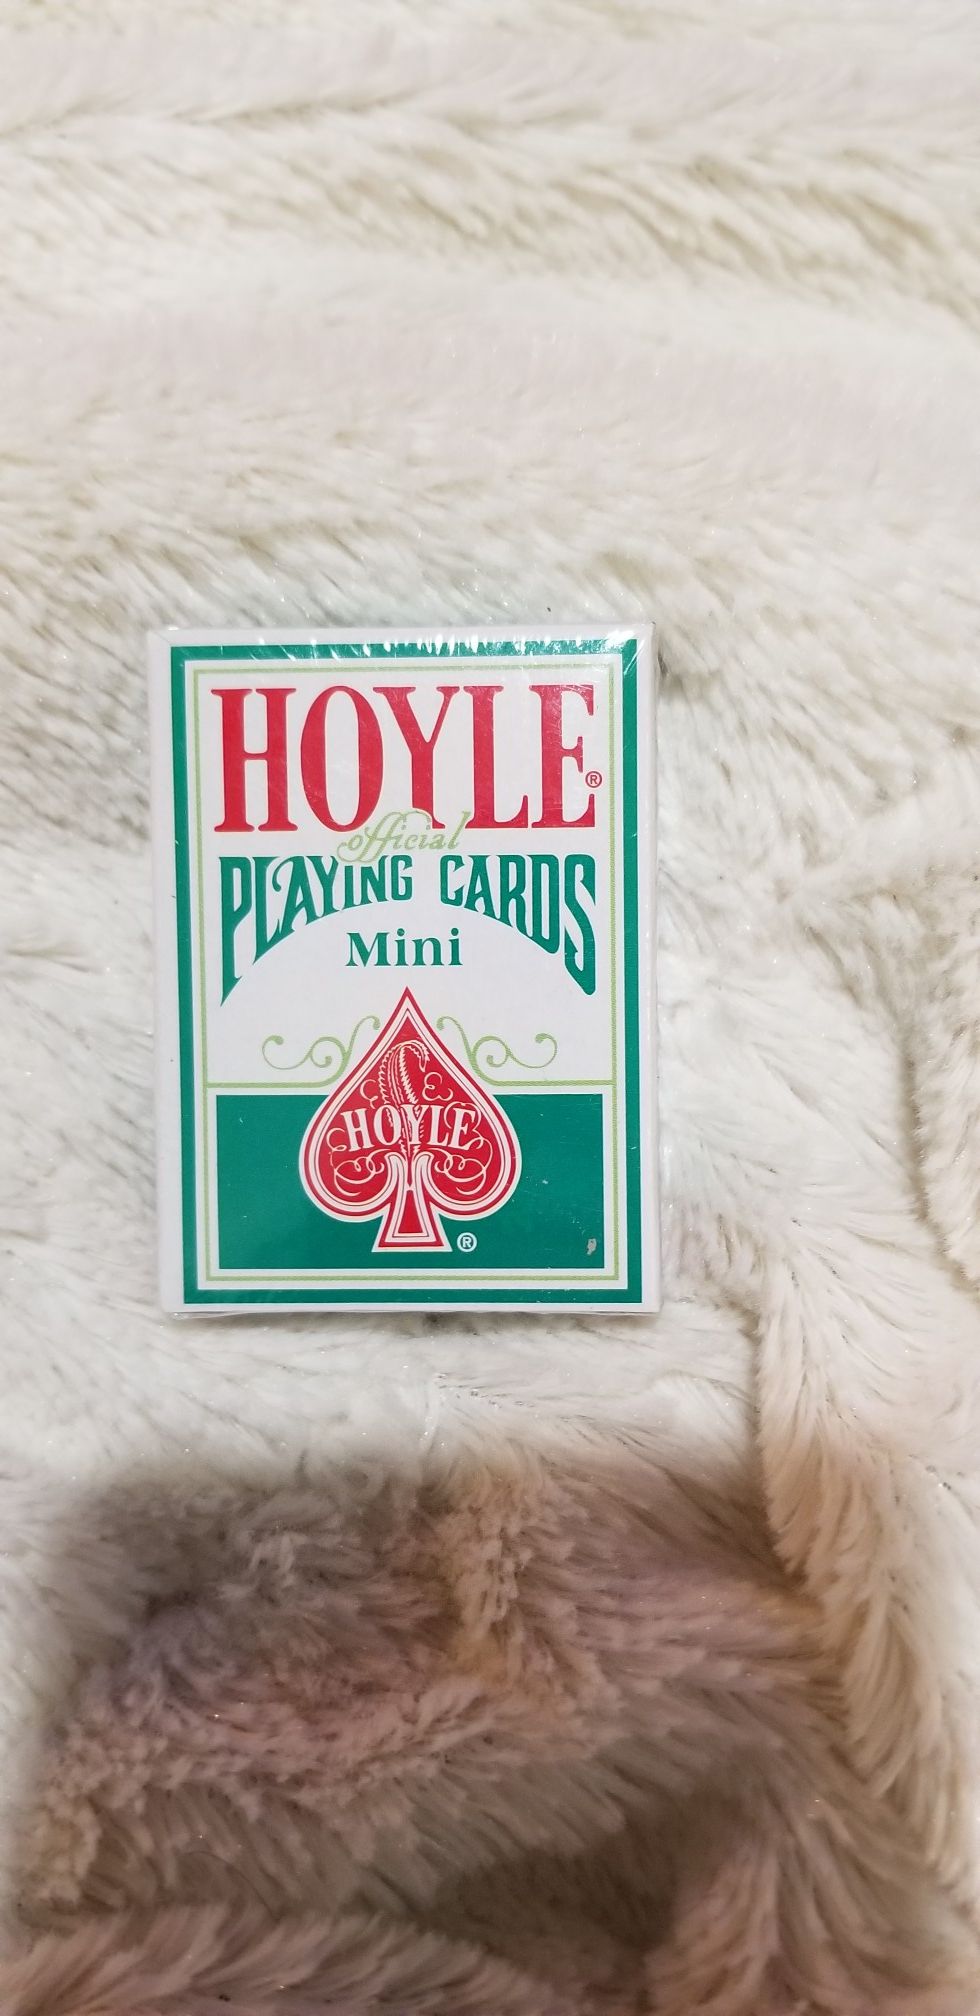 HOYLE®
official
PLAYING CARDS
Mini
HOYLE
®